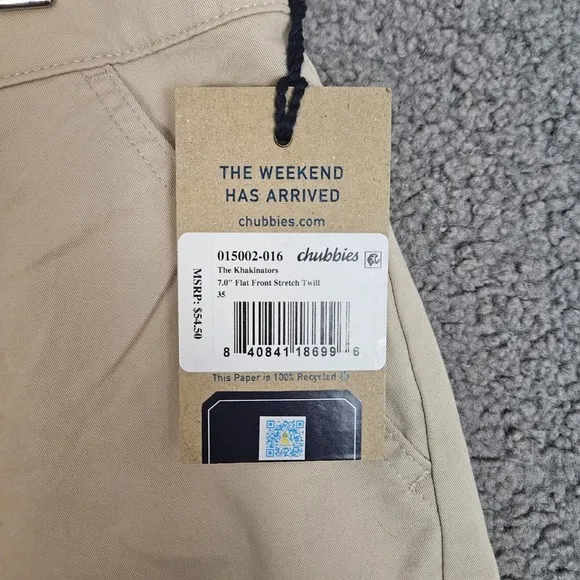 THE WEEKEND
HAS ARRIVED
chubbies.com
015002-016 chubbies
The Khakinators
7.0" Flat Front Stretch Twill
35
MSRP: $54.50
8 40841 18699 6
This Paper is 100% Recycled